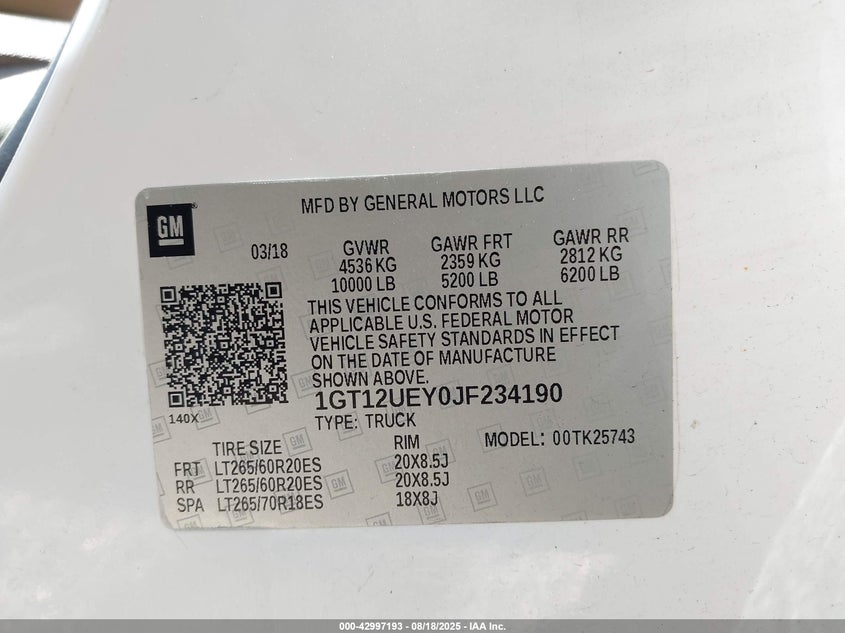 GM
MFD BY GENERAL MOTORS LLC
03/18
GVWR GAWR FRT GAWR RR
4536 KG 2359 KG 2812 KG
10000 LB 5200 LB 6200 LB
THIS VEHICLE CONFORMS TO ALL
APPLICABLE U.S. FEDERAL MOTOR
VEHICLE SAFETY STANDARDS IN EFFECT
ON THE DATE OF MANUFACTURE
SHOWN ABOVE.
140X
1GT12UEY0JF234190
TYPE: TRUCK
TIRE SIZE RIM MODEL: 00TK25743
FRT LT265/60R20ES 20X8.5J
RR LT265/60R20ES 20X8.5J
SPA LT265/70R18ES 18X8J
000-42997193 - 08/18/2025 - IAA Inc.